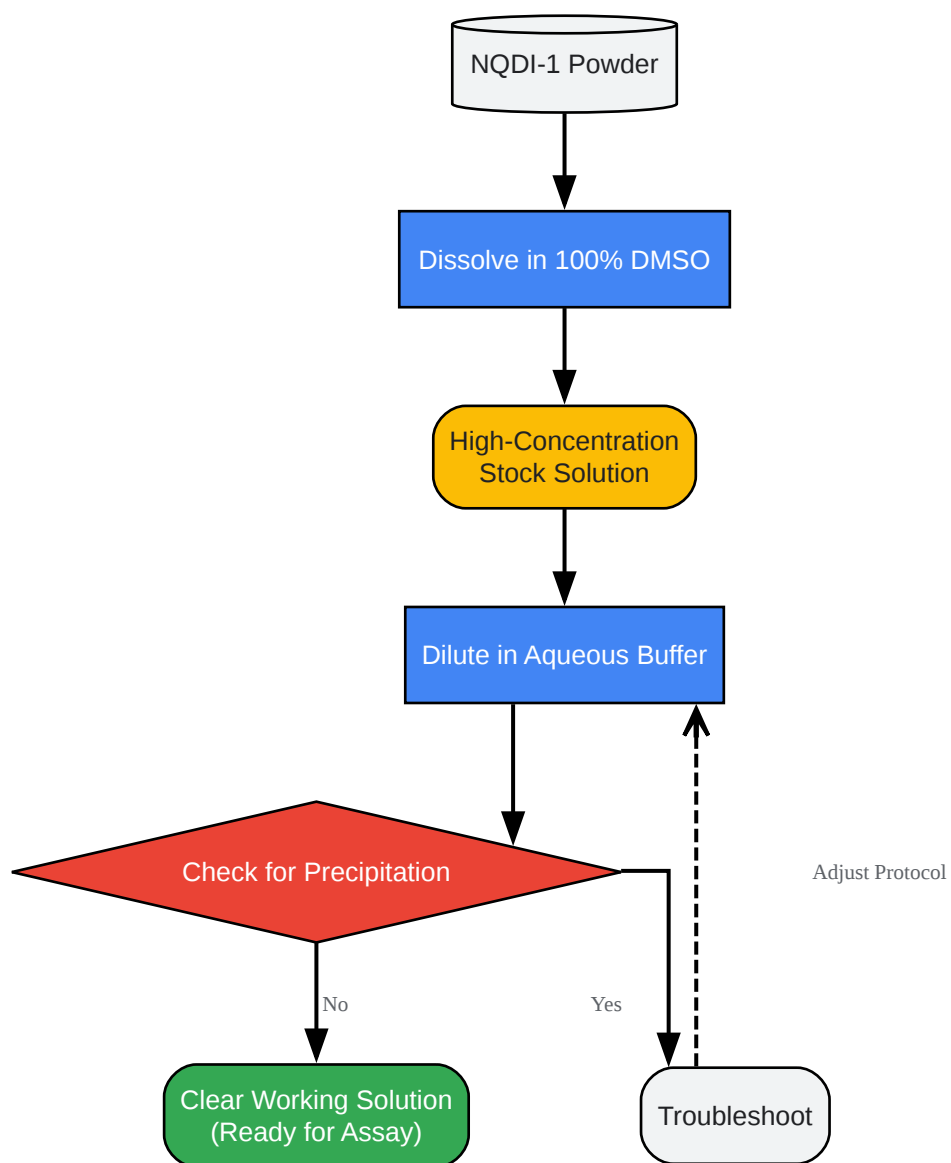 NQDI-1 Powder
Dissolve in 100% DMSO
High-Concentration
Stock Solution
Dilute in Aqueous Buffer
Check for Precipitation
Adjust Protocol
No
Yes
Clear Working Solution
(Ready for Assay)
Troubleshoot